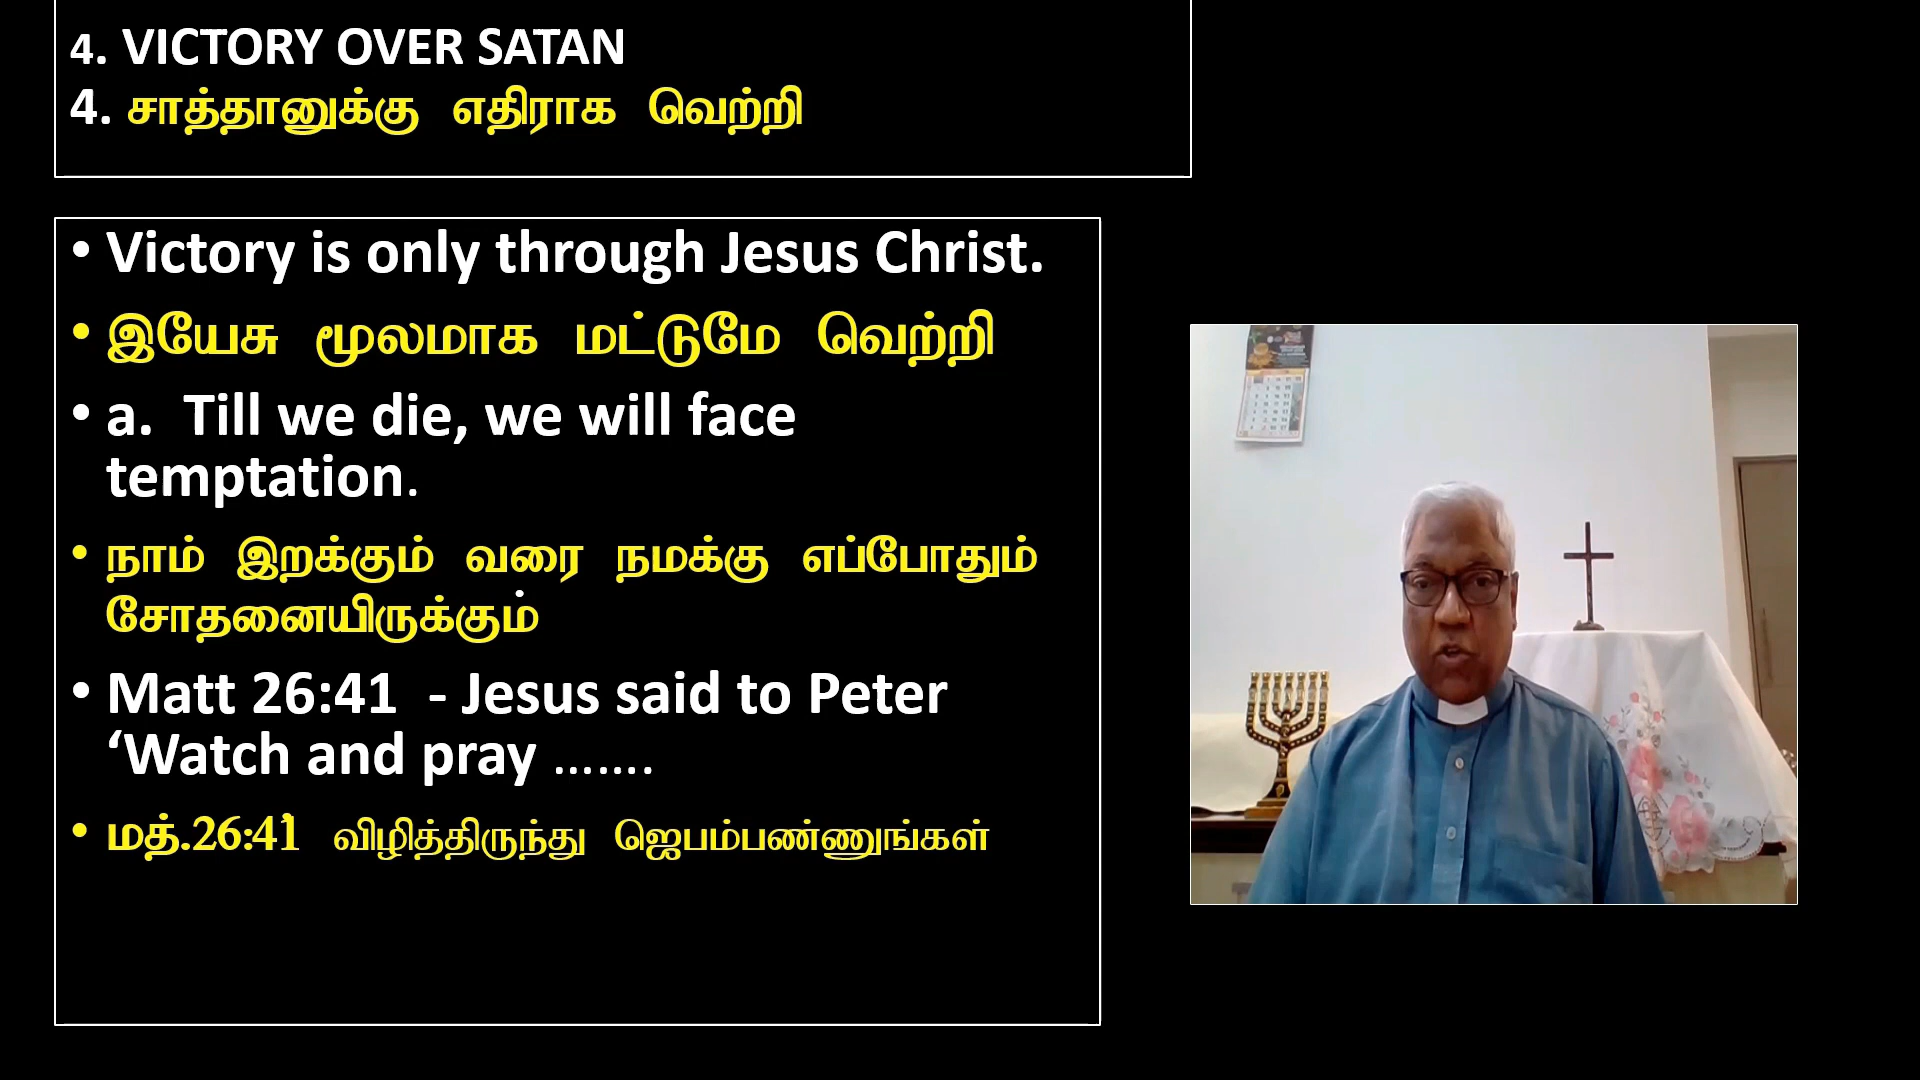 4. VICTORY OVER SATAN
4. சாத்தானுக்கு எதிராக வெற்றி
• Victory is only through Jesus Christ.
• இயேசு மூலமாக மட்டுமே வெற்றி
• a. Till we die, we will face
temptation.
• நாம் இறக்கும் வரை நமக்கு எப்போதும்
சோதனையிருக்கும்
• Matt 26:41 - Jesus said to Peter
‘Watch and pray …….
• மத்.26:41 விழித்திருந்து ஜெபம்பண்ணுங்கள்